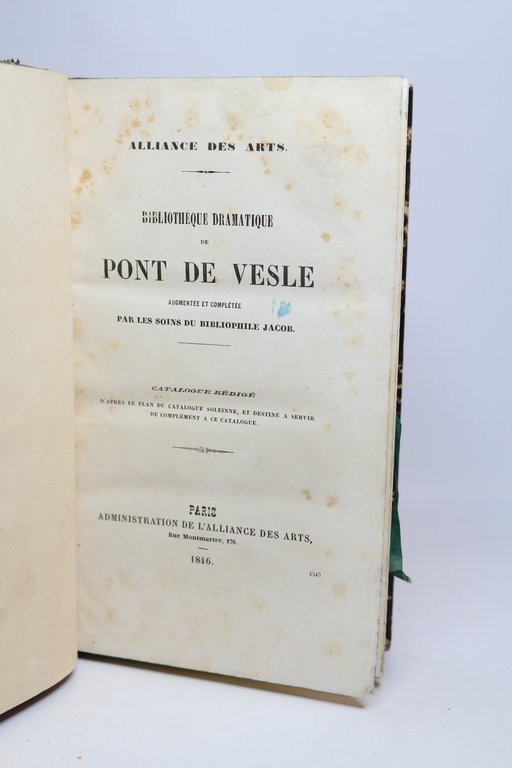 ALLIANCE DES ARTS.
BIBLIOTHÈQUE DRAMATIQUE
DE
PONT DE VESLE
AUGMENTÉE ET COMPLÉTÉE
PAR LES SOINS DU BIBLIOPHILE JACOB.
CATALOGUE RÉDIGÉ
D'APRÈS LE PLAN DU CATALOGUE SOLEINNE, ET DESTINÉ A SERVIR
DE COMPLÉMENT A CE CATALOGUE.
PARIS
ADMINISTRATION DE L'ALLIANCE DES ARTS,
Rue Montmartre, 178.
1846.
4545